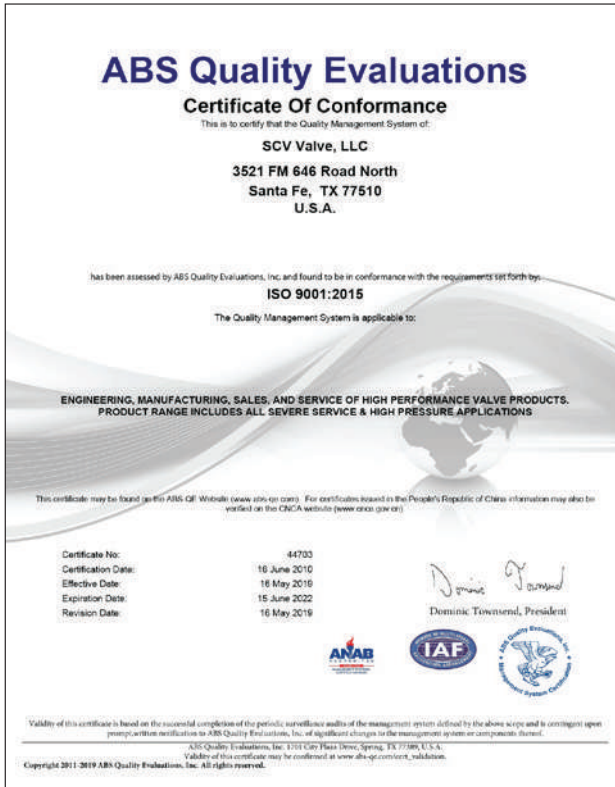 ABS Quality Evaluations
Certificate Of Conformance
This is to certify that the Quality Management System of:
SCV Valve, LLC
3521 FM 646 Road North
Santa Fe, TX 77510
U.S.A.
has been assessed by ABS Quality Evaluations, Inc. and found to be in conformance with the requirements set forth by:
ISO 9001:2015
The Quality Management System is applicable to:
ENGINEERING, MANUFACTURING, SALES, AND SERVICE OF HIGH PERFORMANCE VALVE PRODUCTS.
PRODUCT RANGE INCLUDES ALL SEVERE SERVICE & HIGH PRESSURE APPLICATIONS
This certificate may be found on the ABS QE Website (www.abs-qe.com). For certificates issued in the People's Republic of China information may also be
verified on the CNCA website (www.cnca.gov.cn).
Certificate No: 44703
Certification Date: 16 June 2010
Effective Date: 16 May 2019
Expiration Date: 15 June 2022
Revision Date: 16 May 2019
Dominic Townsend
Dominic Townsend, President
ANAB
ACCREDITED
IAF
ABS Quality Evaluations, Inc.
Management System Certification
Validity of this certificate is based on the successful completion of the periodic surveillance audits of the management system defined by the above scope and is contingent upon
prompt, written notification to ABS Quality Evaluations, Inc. of significant changes to the management system or components thereof.
ABS Quality Evaluations, Inc. 1701 City Plaza Drive, Spring, TX 77389, U.S.A.
Validity of this certificate may be confirmed at www.abs-qe.com/cert_validation.
Copyright 2011-2019 ABS Quality Evaluations, Inc. All rights reserved.